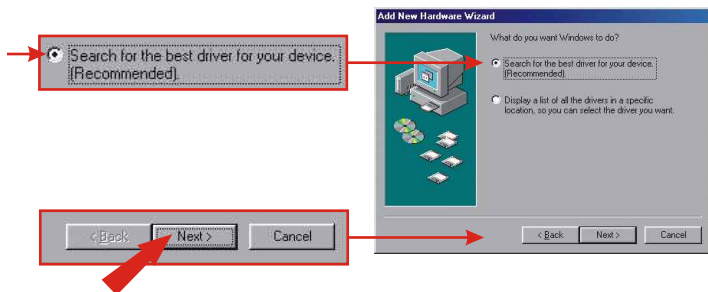 Search for the best driver for your device.
(Recommended).
< Back
Next >
Cancel
Add New Hardware Wizard
What do you want Windows to do?
Search for the best driver for your device.
(Recommended).
Display a list of all the drivers in a specific
location, so you can select the driver you want.
< Back
Next >
Cancel